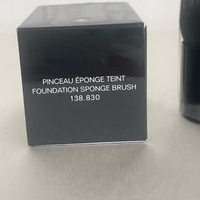 PINCEAU ÉPONGE TEINT
FOUNDATION SPONGE BRUSH
138.830